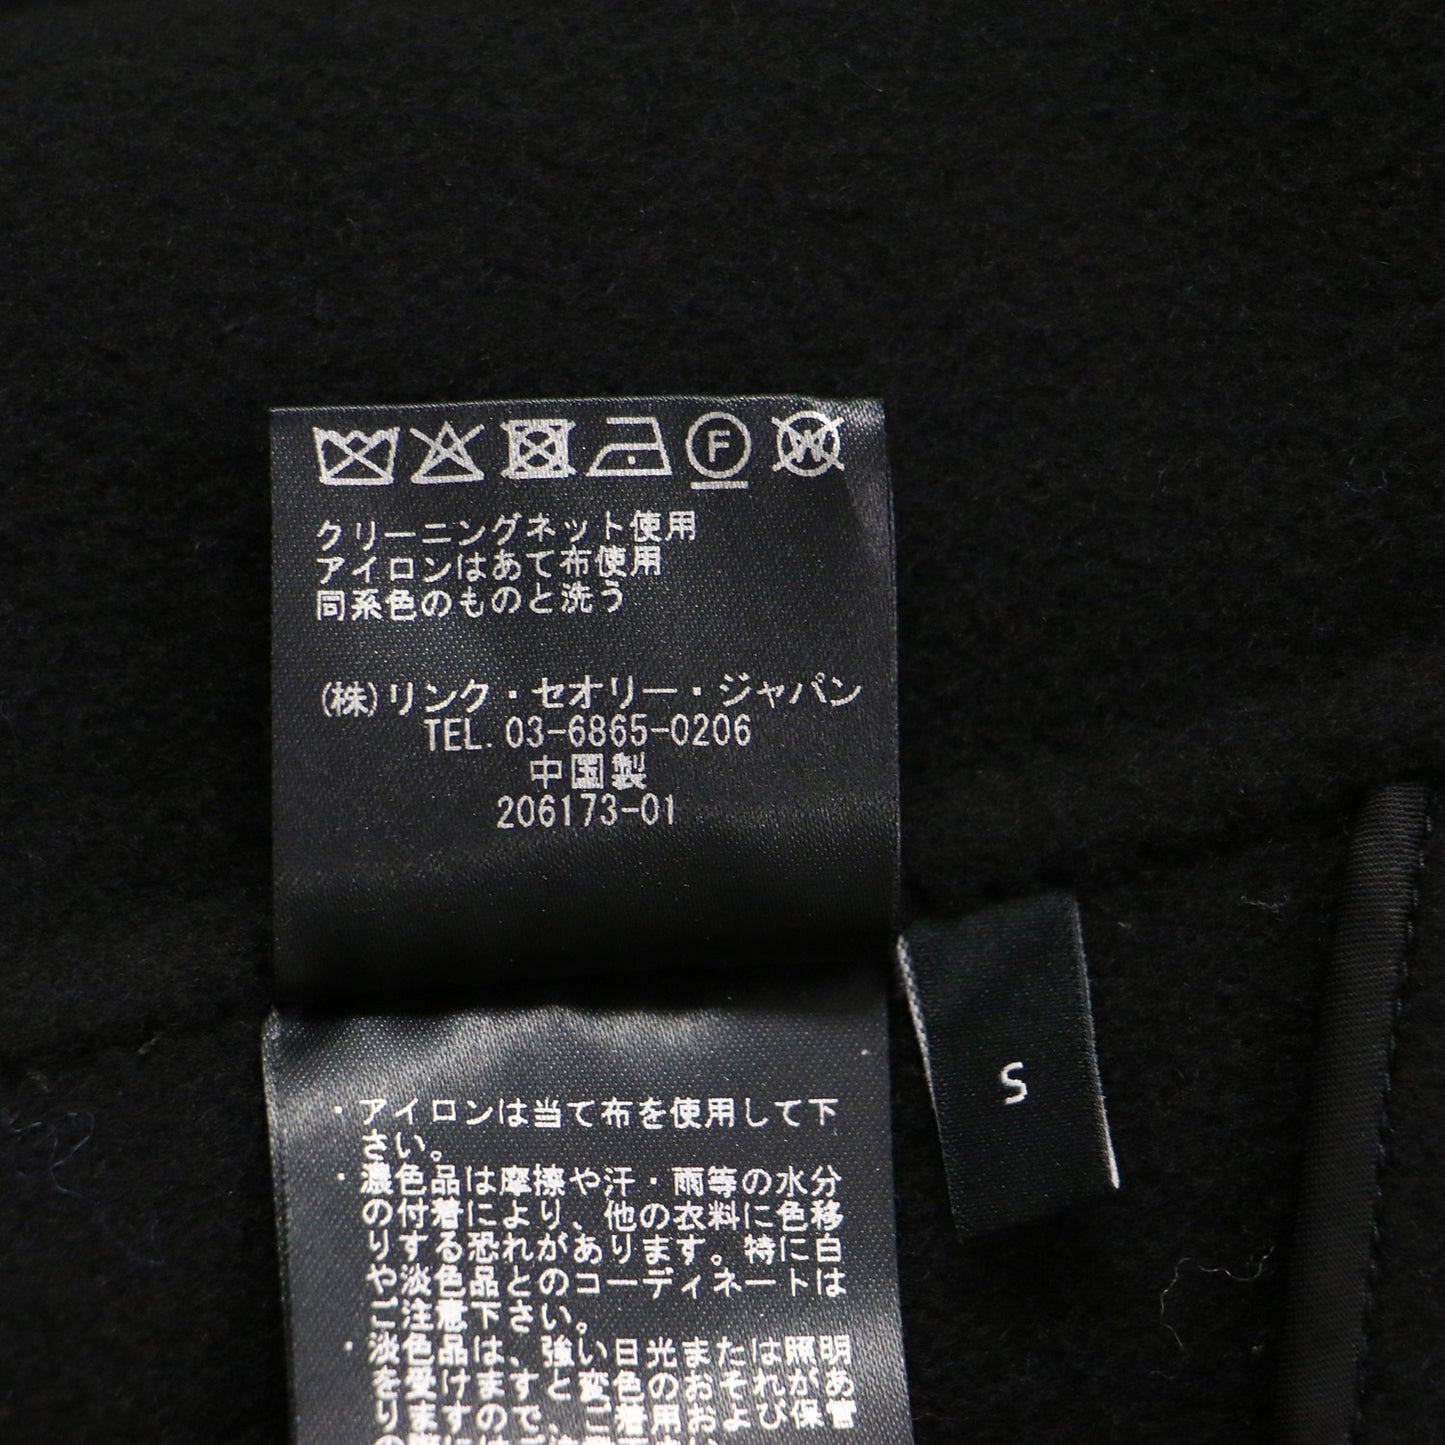 F W
クリーニングネット使用
アイロンはあて布使用
同系色のものと洗う
(株)リンク・セオリー・ジャパン
TEL. 03-6865-0206
中国製
206173-01
S
・アイロンは当て布を使用して下
さい。
・濃色品は摩擦や汗・雨等の水分
の付着により、他の衣料に色移
りする恐れがあります。特に白
や淡色品とのコーディネートは
ご注意下さい。
・淡色品は、強い日光または照明
を受けますと変色のおそれがあ
りますので、ご着用および保管